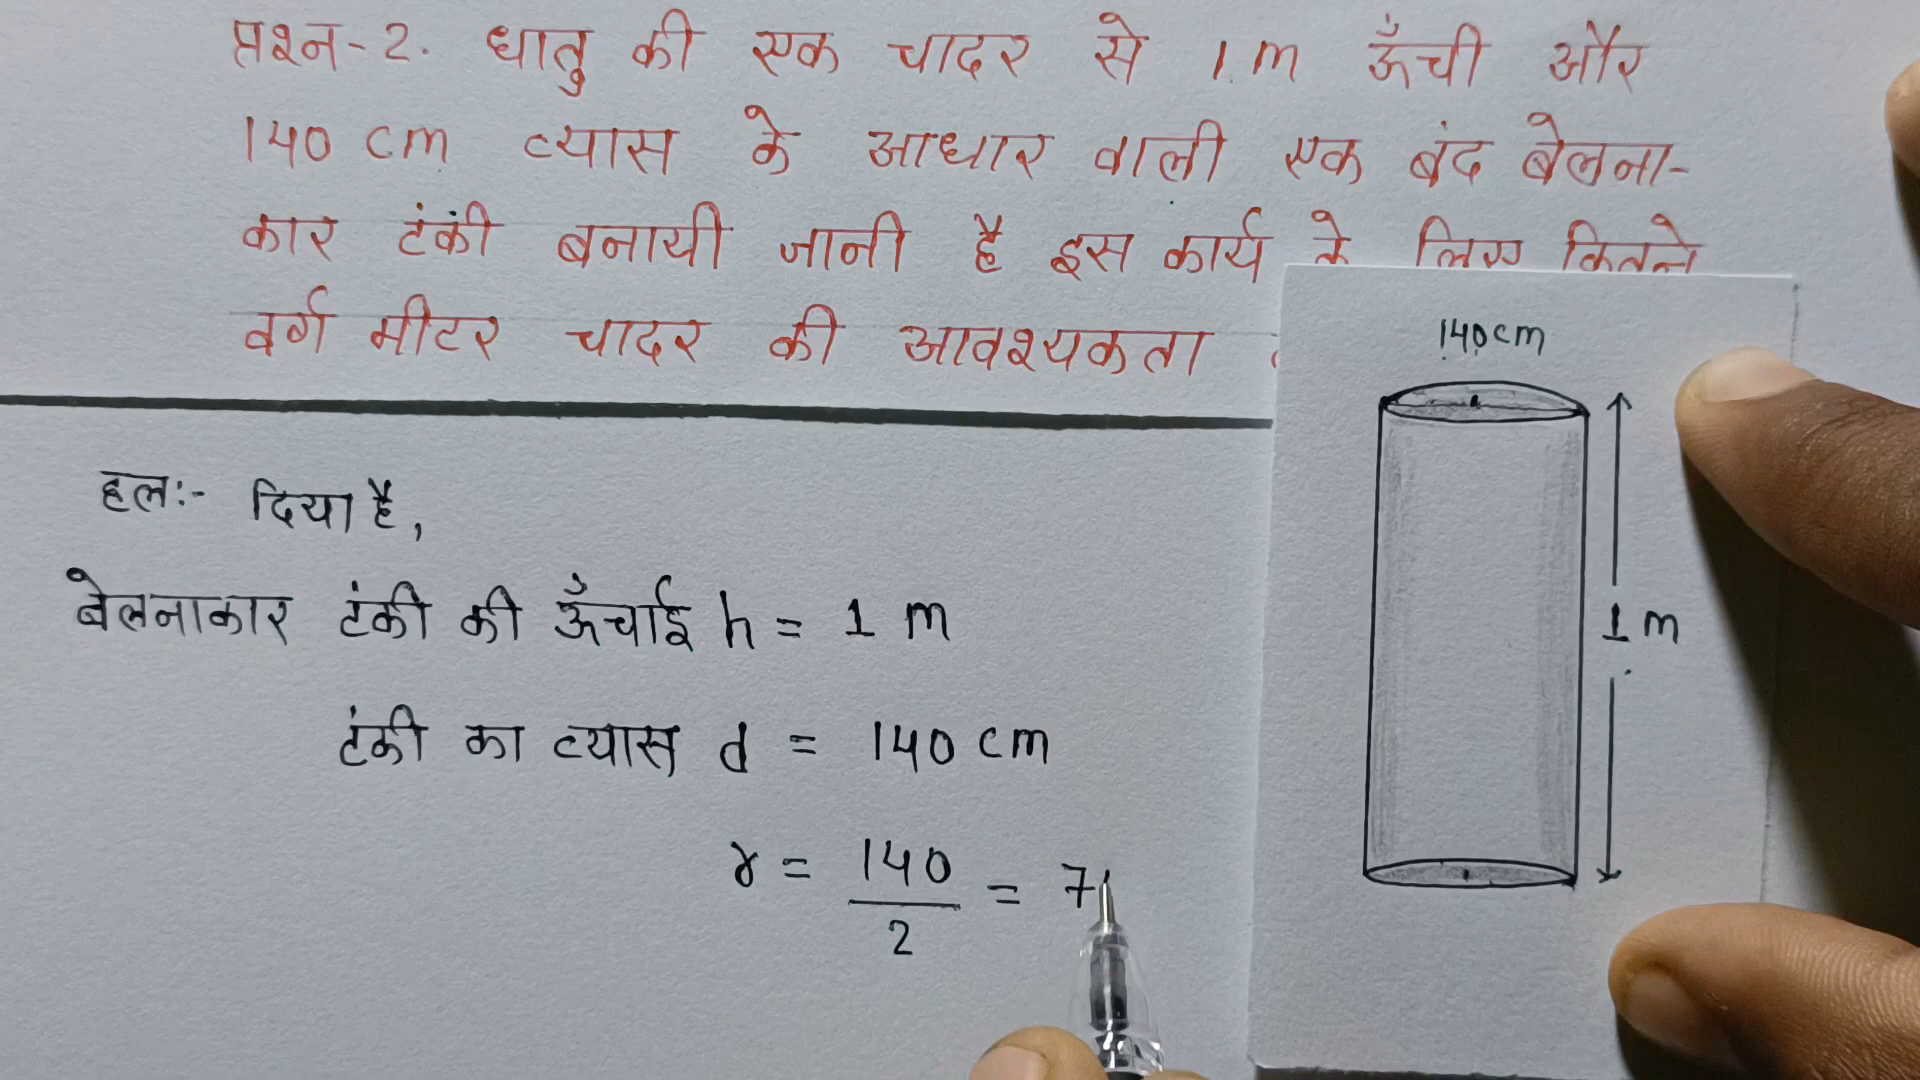 प्रश्न-2. धातु की एक चादर से 1 m ऊँची और
140 cm व्यास के आधार वाली एक बंद बेलना-
कार टंकी बनायी जानी है इस कार्य के लिए कितने
वर्ग मीटर चादर की आवश्यकता
140 cm
हलः- दिया है,
बेलनाकार टंकी की ऊँचाई h = 1 m
1 m
टंकी का व्यास d = 140 cm
r = 140/2 = 7